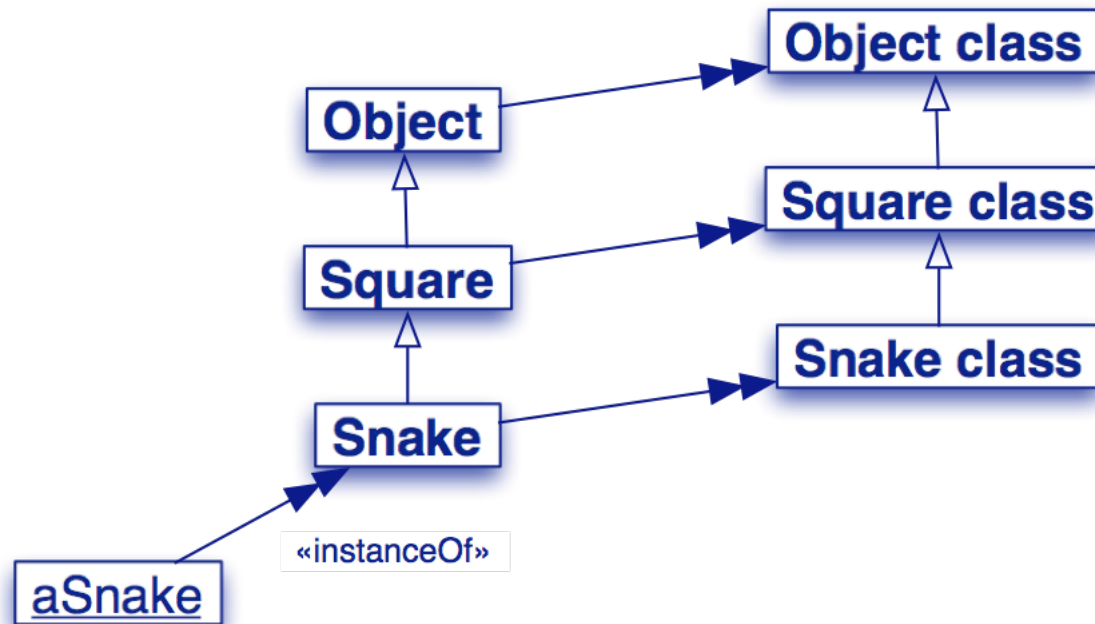 Object class
Object
Square class
Square
Snake class
Snake
«instanceOf»
aSnake